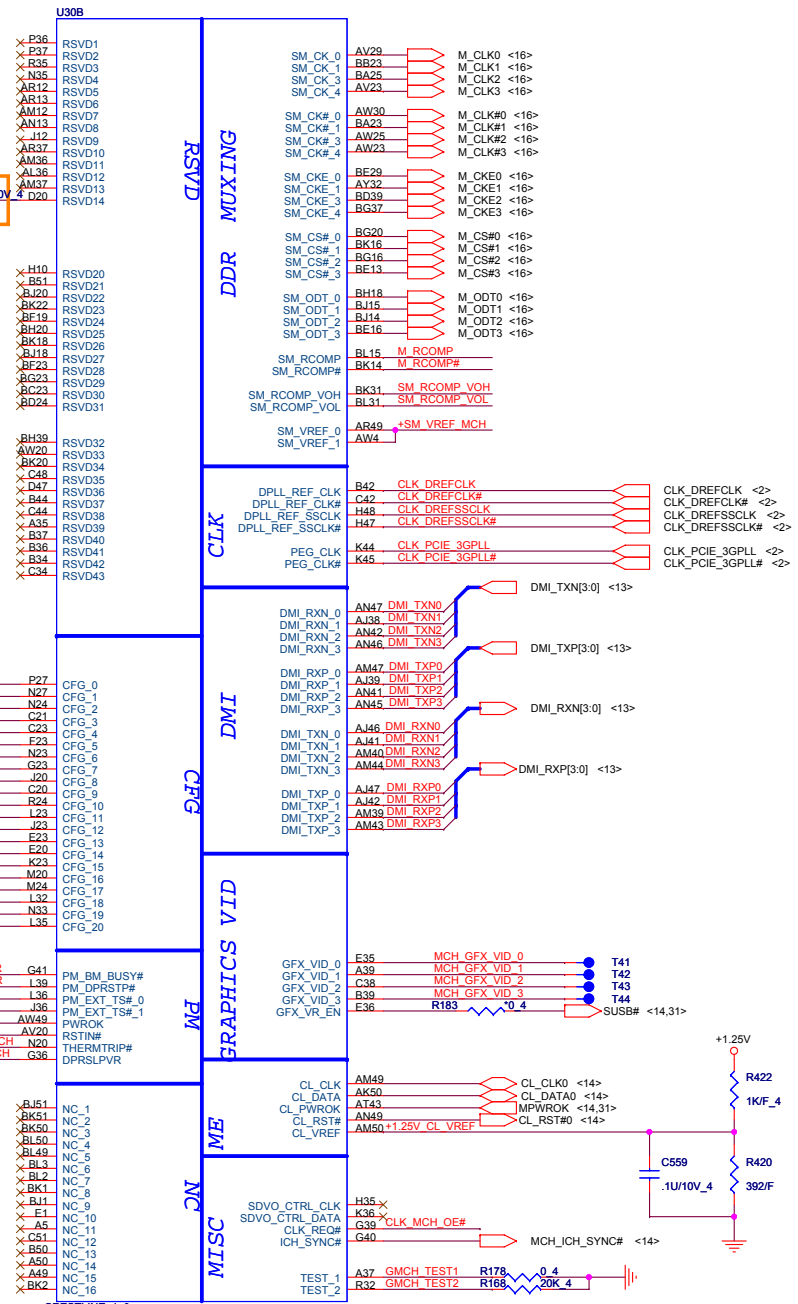 U30B
P36 RSVD1
P37 RSVD2
R35 RSVD3
N35 RSVD4
AR12 RSVD5
AR13 RSVD6
AM12 RSVD7
AN13 RSVD8
J12 RSVD9
AR37 RSVD10
AM36 RSVD11
AL36 RSVD12
AM37 RSVD13
0V_4 D20 RSVD14
H10 RSVD20
B51 RSVD21
BJ20 RSVD22
BK22 RSVD23
BF19 RSVD24
BH20 RSVD25
BK18 RSVD26
BJ18 RSVD27
BF23 RSVD28
BG23 RSVD29
BC23 RSVD30
BD24 RSVD31
BH39 RSVD32
AW20 RSVD33
BK20 RSVD34
C48 RSVD35
D47 RSVD36
B44 RSVD37
C44 RSVD38
A35 RSVD39
B37 RSVD40
B36 RSVD41
B34 RSVD42
C34 RSVD43
RSVD
P27 CFG_0
N27 CFG_1
N24 CFG_2
C21 CFG_3
C23 CFG_4
F23 CFG_5
N23 CFG_6
G23 CFG_7
J20 CFG_8
C20 CFG_9
R24 CFG_10
L23 CFG_11
J23 CFG_12
E23 CFG_13
E20 CFG_14
K23 CFG_15
M20 CFG_16
M24 CFG_17
L32 CFG_18
N33 CFG_19
L35 CFG_20
CFG
G41 PM_BM_BUSY#
L39 PM_DPRSTP#
L36 PM_EXT_TS#_0
J36 PM_EXT_TS#_1
AW49 PWROK
AV20 RSTIN#
CH N20 THERMTRIP#
CH G36 DPRSLPVR
PM
BJ51 NC_1
BK51 NC_2
BK50 NC_3
BL50 NC_4
BL49 NC_5
BL3 NC_6
BL2 NC_7
BK1 NC_8
BJ1 NC_9
E1 NC_10
A5 NC_11
C51 NC_12
B50 NC_13
A50 NC_14
A49 NC_15
BK2 NC_16
NC
DDR MUXING
SM_CK_0 AV29 M_CLK0 <16>
SM_CK_1 BB23 M_CLK1 <16>
SM_CK_3 BA25 M_CLK2 <16>
SM_CK_4 AV23 M_CLK3 <16>
SM_CK#_0 AW30 M_CLK#0 <16>
SM_CK#_1 BA23 M_CLK#1 <16>
SM_CK#_3 AW25 M_CLK#2 <16>
SM_CK#_4 AW23 M_CLK#3 <16>
SM_CKE_0 BE29 M_CKE0 <16>
SM_CKE_1 AY32 M_CKE1 <16>
SM_CKE_3 BD39 M_CKE2 <16>
SM_CKE_4 BG37 M_CKE3 <16>
SM_CS#_0 BG20 M_CS#0 <16>
SM_CS#_1 BK16 M_CS#1 <16>
SM_CS#_2 BG16 M_CS#2 <16>
SM_CS#_3 BE13 M_CS#3 <16>
SM_ODT_0 BH18 M_ODT0 <16>
SM_ODT_1 BJ15 M_ODT1 <16>
SM_ODT_2 BJ14 M_ODT2 <16>
SM_ODT_3 BE16 M_ODT3 <16>
SM_RCOMP BL15 M_RCOMP
SM_RCOMP# BK14 M_RCOMP#
SM_RCOMP_VOH BK31 SM_RCOMP_VOH
SM_RCOMP_VOL BL31 SM_RCOMP_VOL
SM_VREF_0 AR49 +SM_VREF_MCH
SM_VREF_1 AW4
CLK
DPLL_REF_CLK B42 CLK_DREFCLK CLK_DREFCLK <2>
DPLL_REF_CLK# C42 CLK_DREFCLK# CLK_DREFCLK# <2>
DPLL_REF_SSCLK H48 CLK_DREFSSCLK CLK_DREFSSCLK <2>
DPLL_REF_SSCLK# H47 CLK_DREFSSCLK# CLK_DREFSSCLK# <2>
PEG_CLK K44 CLK_PCIE_3GPLL CLK_PCIE_3GPLL <2>
PEG_CLK# K45 CLK_PCIE_3GPLL# CLK_PCIE_3GPLL# <2>
DMI
DMI_TXN[3:0] <13>
DMI_RXN_0 AN47 DMI_TXN0
DMI_RXN_1 AJ38 DMI_TXN1
DMI_RXN_2 AN42 DMI_TXN2
DMI_RXN_3 AN46 DMI_TXN3
DMI_TXP[3:0] <13>
DMI_RXP_0 AM47 DMI_TXP0
DMI_RXP_1 AJ39 DMI_TXP1
DMI_RXP_2 AN41 DMI_TXP2
DMI_RXP_3 AN45 DMI_TXP3
DMI_RXN[3:0] <13>
DMI_TXN_0 AJ46 DMI_RXN0
DMI_TXN_1 AJ41 DMI_RXN1
DMI_TXN_2 AM40 DMI_RXN2
DMI_TXN_3 AM44 DMI_RXN3
DMI_RXP[3:0] <13>
DMI_TXP_0 AJ47 DMI_RXP0
DMI_TXP_1 AJ42 DMI_RXP1
DMI_TXP_2 AM39 DMI_RXP2
DMI_TXP_3 AM43 DMI_RXP3
GRAPHICS VID
GFX_VID_0 E35 MCH_GFX_VID_0 T41
GFX_VID_1 A39 MCH_GFX_VID_1 T42
GFX_VID_2 C38 MCH_GFX_VID_2 T43
GFX_VID_3 B39 MCH_GFX_VID_3 T44
GFX_VR_EN E36 R183 *0_4 SUSB# <14,31>
ME
CL_CLK AM49 CL_CLK0 <14>
CL_DATA AK50 CL_DATA0 <14>
CL_PWROK AT43 MPWROK <14,31>
CL_RST# AN49 CL_RST#0 <14>
CL_VREF AM50 +1.25V_CL_VREF
+1.25V
R422
1K/F_4
C559
.1U/10V_4
R420
392/F
MISC
SDVO_CTRL_CLK H35
SDVO_CTRL_DATA K36
CLK_REQ# G39 CLK_MCH_OE#
ICH_SYNC# G40 MCH_ICH_SYNC# <14>
TEST_1 A37 GMCH_TEST1 R178 0_4
TEST_2 R32 GMCH_TEST2 R168 20K_4